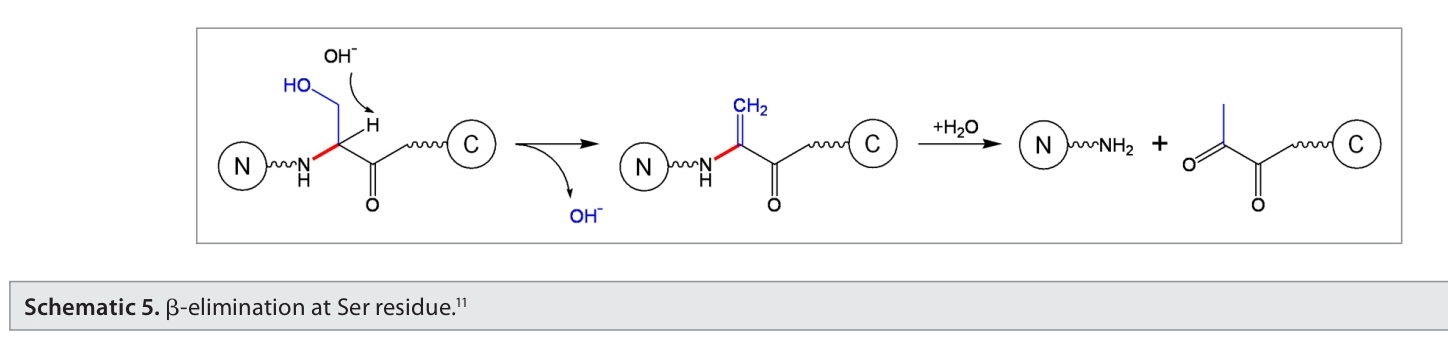 OH⁻
HO
H
N
N
H
O
C
OH⁻
CH₂
N
N
H
O
C
+H₂O
N
NH₂
+
O
O
C
Schematic 5. β-elimination at Ser residue.¹¹